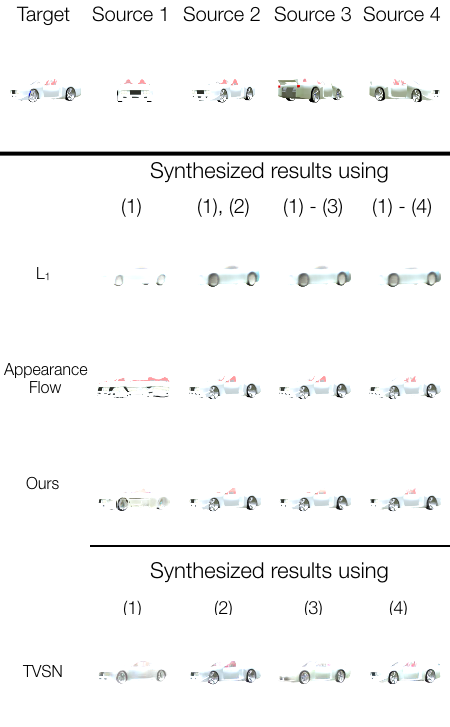 Target Source 1 Source 2 Source 3 Source 4
Synthesized results using
(1) (1), (2) (1) - (3) (1) - (4)
L₁
Appearance
Flow
Ours
Synthesized results using
(1) (2) (3) (4)
TVSN